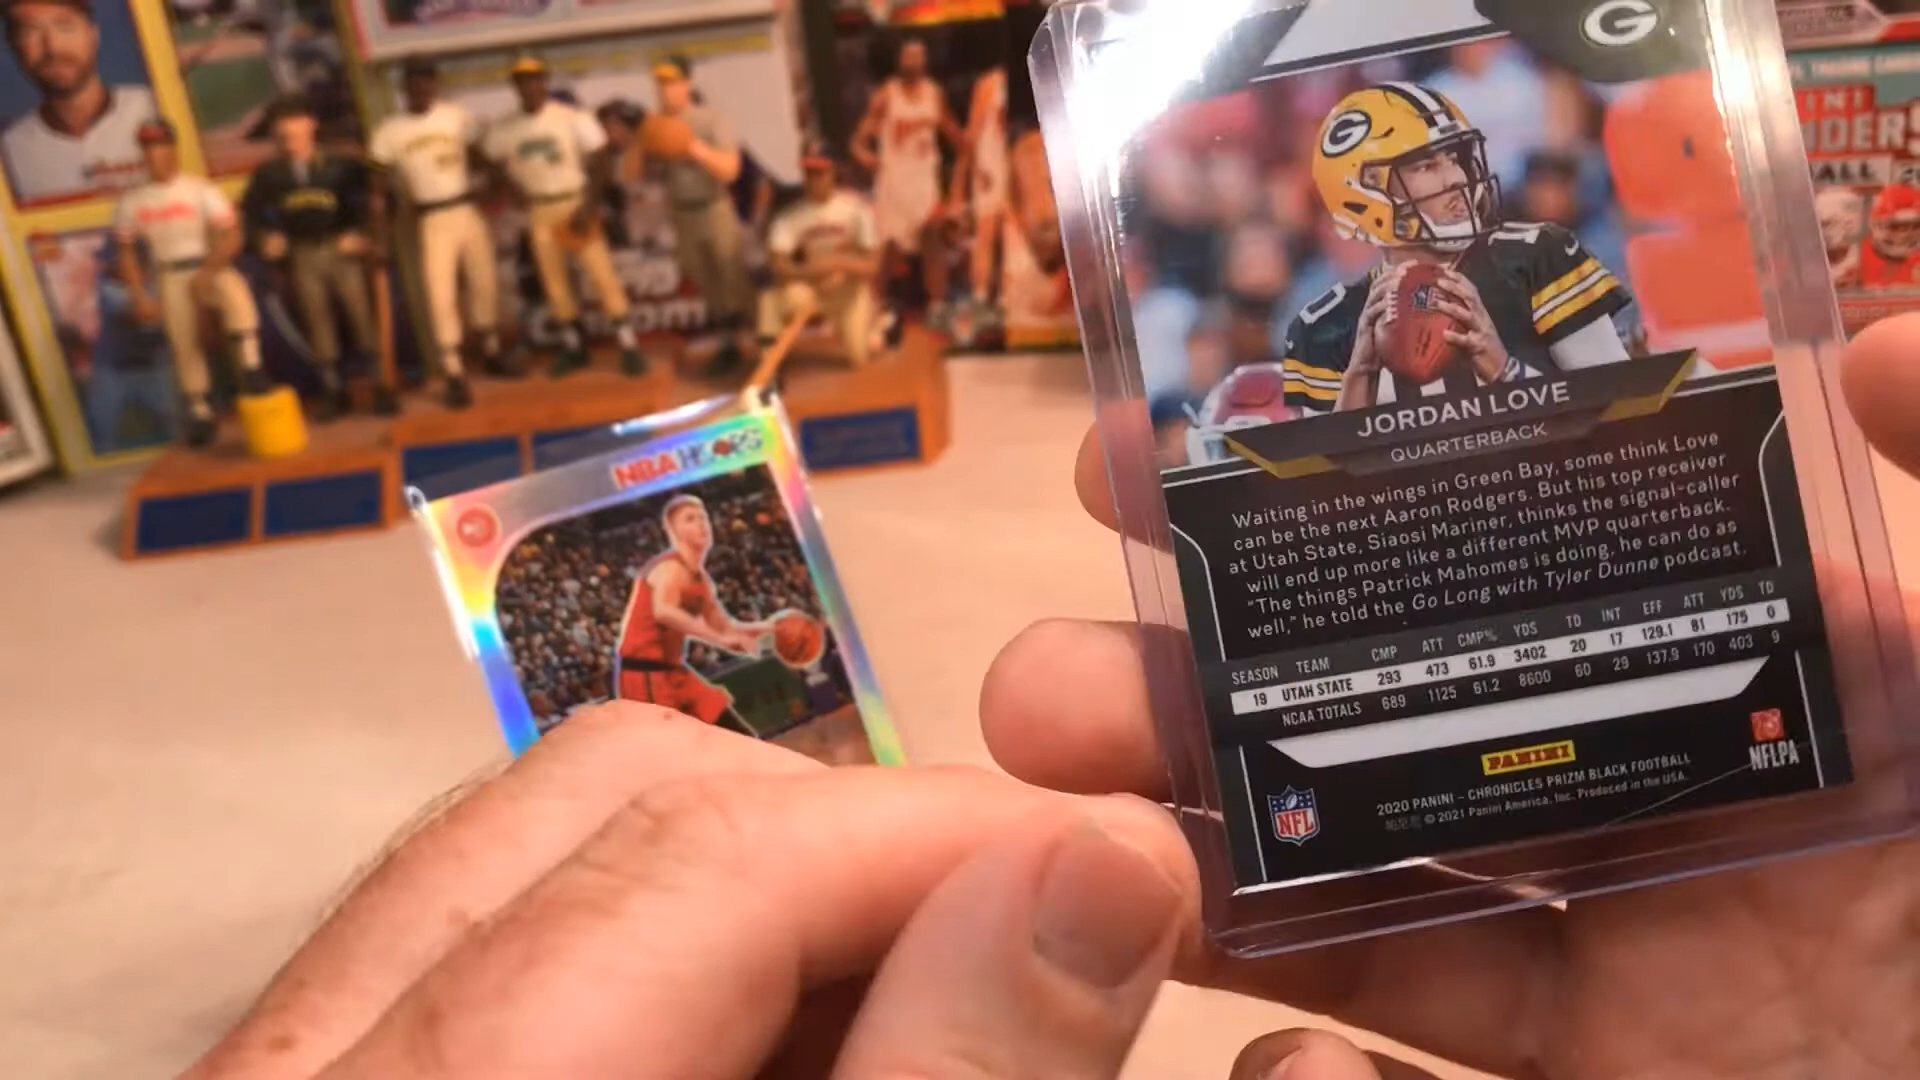 G
G
10
0
JORDAN LOVE
QUARTERBACK
Waiting in the wings in Green Bay, some think Love
can be the next Aaron Rodgers. But his top receiver
at Utah State, Siaosi Mariner, thinks the signal-caller
will end up more like a different MVP quarterback.
"The things Patrick Mahomes is doing, he can do as
well," he told the Go Long with Tyler Dunne podcast.
SEASON TEAM CMP ATT CMP% YDS TD INT EFF ATT YDS TD
19 UTAH STATE 293 473 61.9 3402 20 17 129.1 81 175 0
NCAA TOTALS 689 1125 61.2 8600 60 29 137.9 170 403 9
PANINI
2020 PANINI - CHRONICLES PRIZM BLACK FOOTBALL
© 2021 Panini America, Inc. Produced in the USA.
NFL
NFLPA
NBA HOOPS